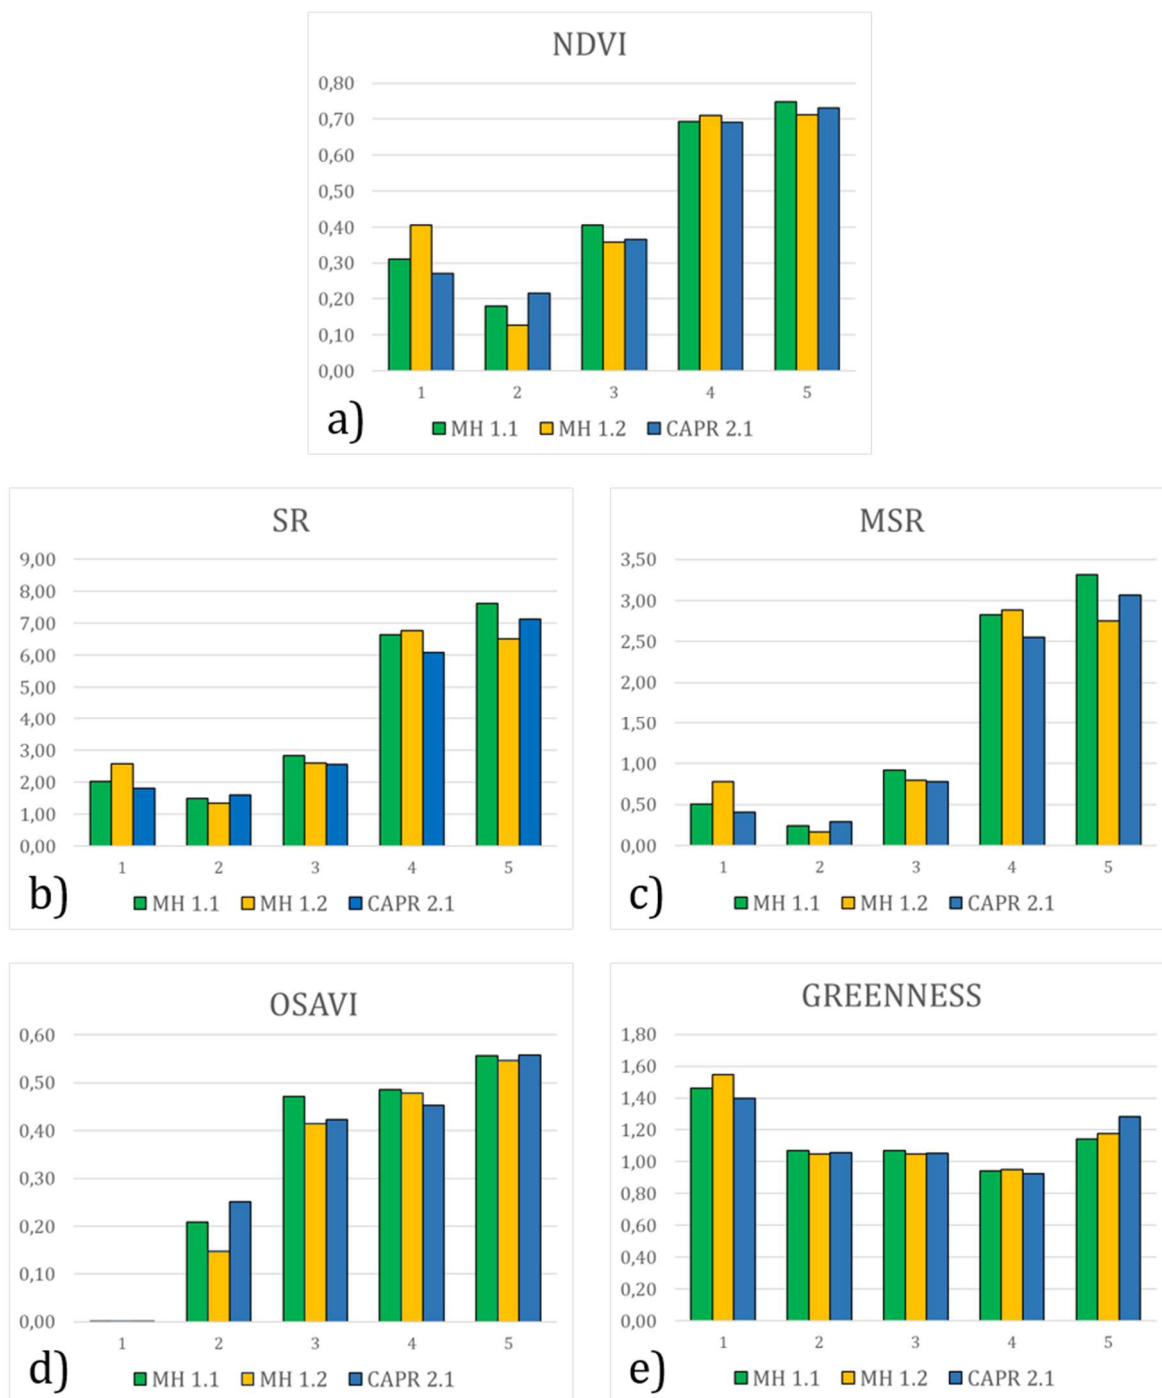 NDVI
0,80
0,70
0,60
0,50
0,40
0,30
0,20
0,10
0,00
1 2 3 4 5
a) MH 1.1 MH 1.2 CAPR 2.1
SR
9,00
8,00
7,00
6,00
5,00
4,00
3,00
2,00
1,00
0,00
1 2 3 4 5
b) MH 1.1 MH 1.2 CAPR 2.1
MSR
3,50
3,00
2,50
2,00
1,50
1,00
0,50
0,00
1 2 3 4 5
c) MH 1.1 MH 1.2 CAPR 2.1
OSAVI
0,60
0,50
0,40
0,30
0,20
0,10
0,00
1 2 3 4 5
d) MH 1.1 MH 1.2 CAPR 2.1
GREENNESS
1,80
1,60
1,40
1,20
1,00
0,80
0,60
0,40
0,20
0,00
1 2 3 4 5
e) MH 1.1 MH 1.2 CAPR 2.1